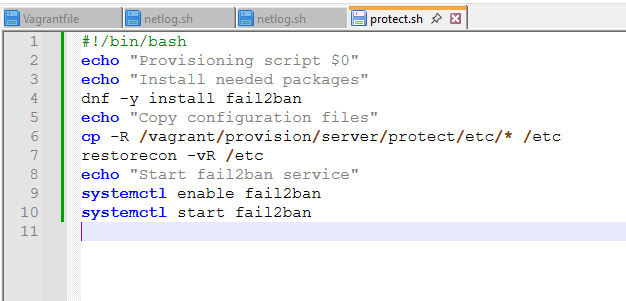 Vagrantfile netlog.sh netlog.sh protect.sh
1 #!/bin/bash
2 echo "Provisioning script $0"
3 echo "Install needed packages"
4 dnf -y install fail2ban
5 echo "Copy configuration files"
6 cp -R /vagrant/provision/server/protect/etc/* /etc
7 restorecon -vR /etc
8 echo "Start fail2ban service"
9 systemctl enable fail2ban
10 systemctl start fail2ban
11